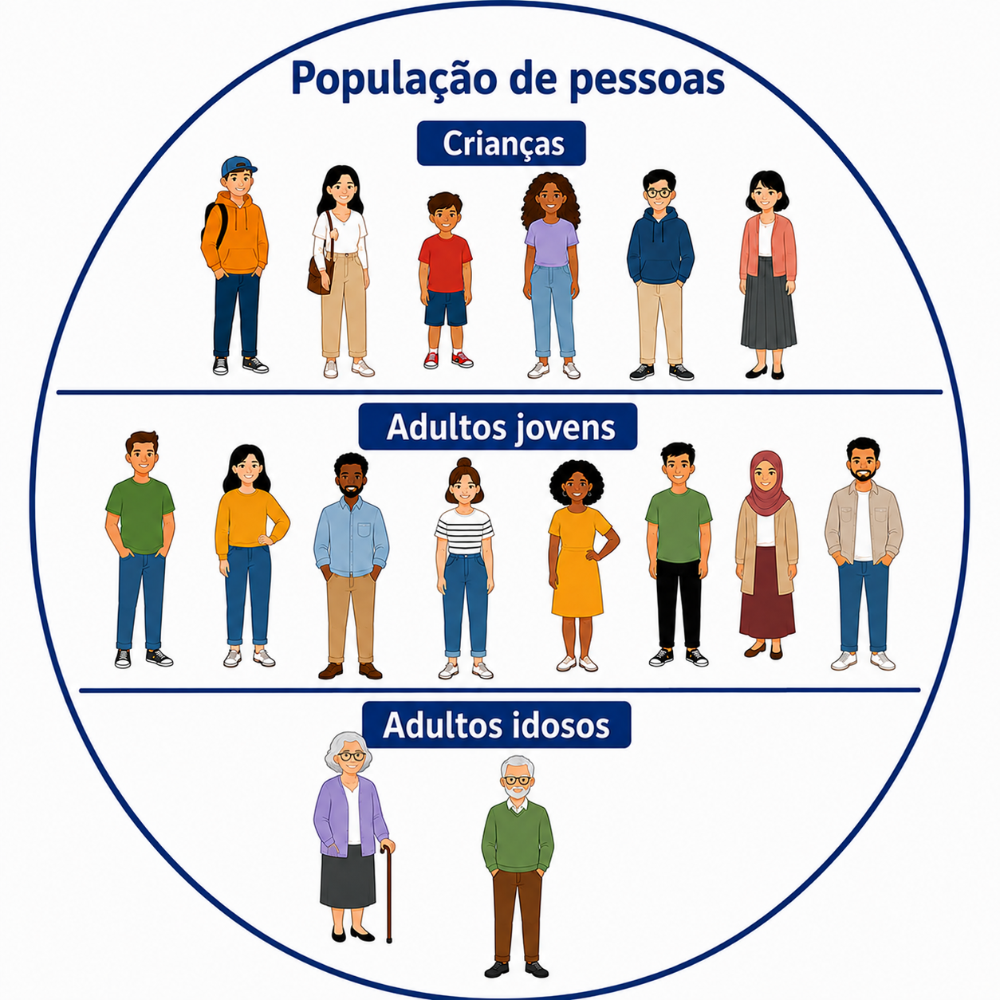 População de pessoas
Crianças
Adultos jovens
Adultos idosos